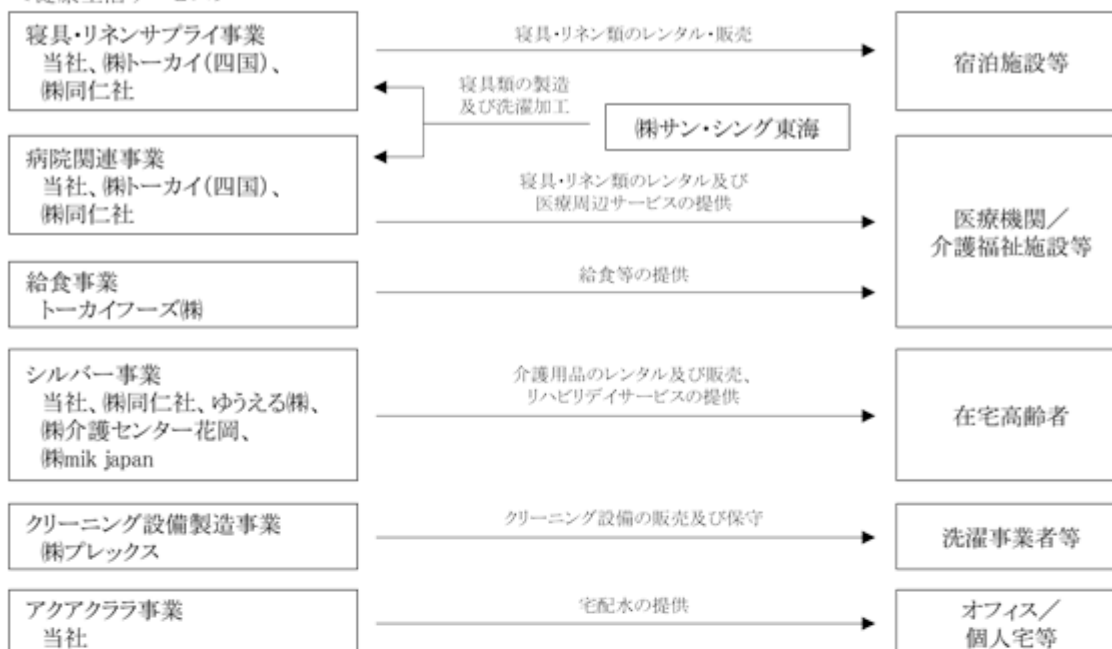 寝具・リネンサプライ事業
当社、㈱トーカイ(四国)、
㈱同仁社
寝具・リネン類のレンタル・販売
宿泊施設等
寝具類の製造
及び洗濯加工
㈱サン・シング東海
病院関連事業
当社、㈱トーカイ(四国)、
㈱同仁社
寝具・リネン類のレンタル及び
医療周辺サービスの提供
医療機関／
介護福祉施設等
給食事業
トーカイフーズ㈱
給食等の提供
シルバー事業
当社、㈱同仁社、ゆうえる㈱、
㈱介護センター花岡、
㈱mik japan
介護用品のレンタル及び販売、
リハビリデイサービスの提供
在宅高齢者
クリーニング設備製造事業
㈱プレックス
クリーニング設備の販売及び保守
洗濯事業者等
アクアクララ事業
当社
宅配水の提供
オフィス／
個人宅等